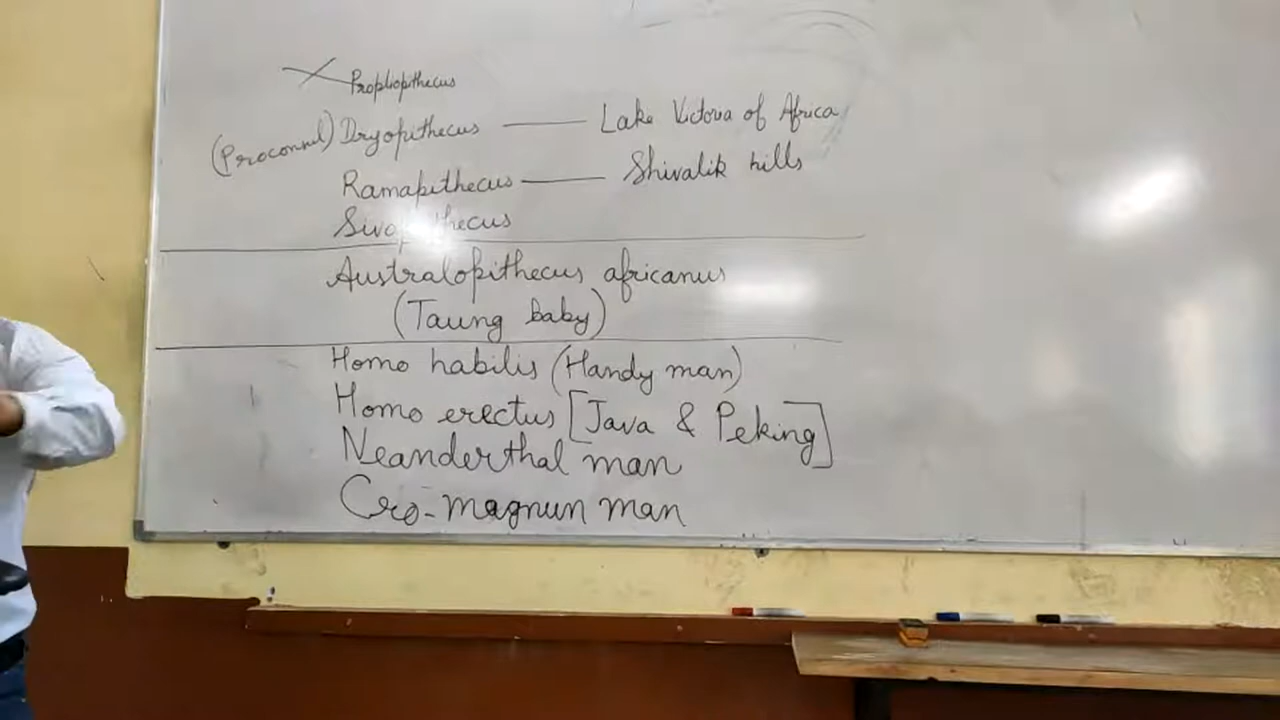 Propliopithecus
(Proconsul) Dryopithecus — Lake Victoria of Africa
Ramapithecus — Shivalik hills
Sivapithecus
Australopithecus africanus
(Taung baby)
Homo habilis (Handy man)
Homo erectus [Java & Peking]
Neanderthal man
Cro-magnun man